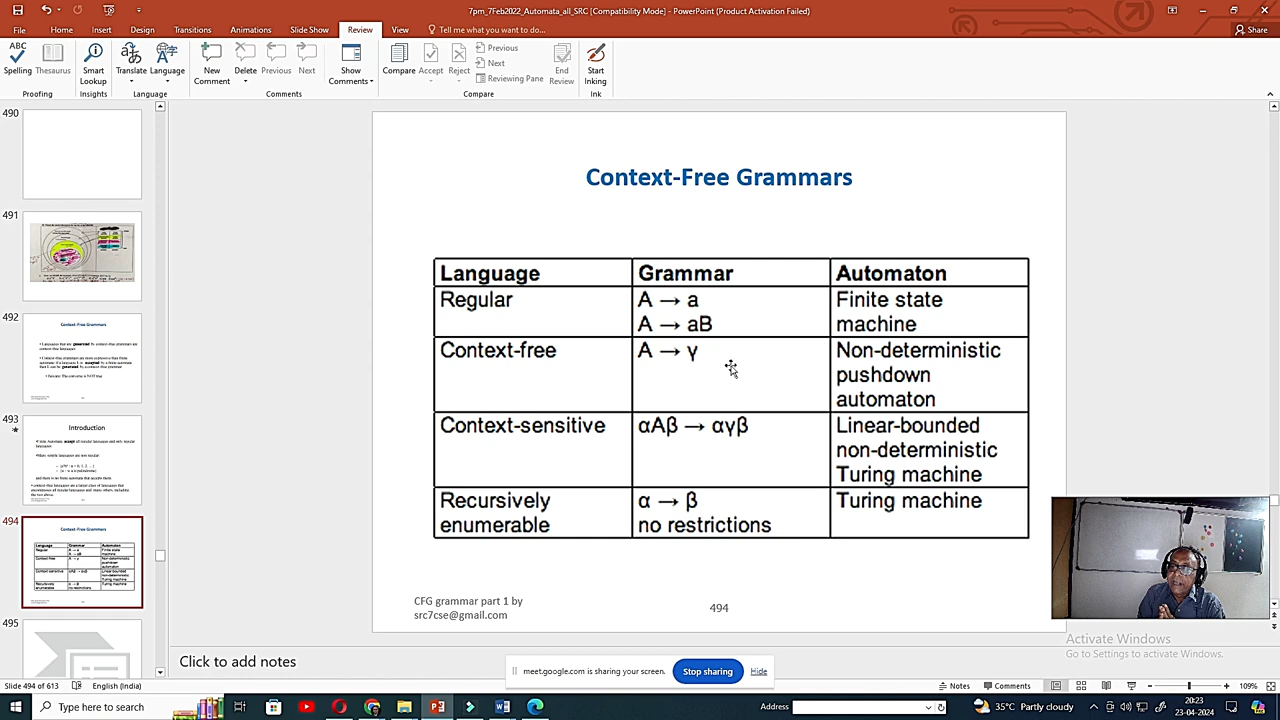 7pm_7Feb2022_Automata_all_SRC [Compatibility Mode] - PowerPoint (Product Activation Failed)
File Home Insert Design Transitions Animations Slide Show Review View Tell me what you want to do... Share
ABC
Spelling Thesaurus Smart Lookup Translate Language New Comment Delete Previous Next Show Comments Compare Accept Reject Previous Next Reviewing Pane End Review Start Inking
Proofing Insights Language Comments Compare Ink
490
491
492
Context-Free Grammars
493
Introduction
494
Context-Free Grammars
495
Context-Free Grammars
Language Grammar Automaton
Regular A → a Finite state
A → aB machine
Context-free A → γ Non-deterministic
pushdown
automaton
Context-sensitive αAβ → αγβ Linear-bounded
non-deterministic
Turing machine
Recursively α → β Turing machine
enumerable no restrictions
CFG grammar part 1 by
src7cse@gmail.com
494
Activate Windows
Go to Settings to activate Windows.
Click to add notes
meet.google.com is sharing your screen. Stop sharing Hide
Slide 494 of 613 English (India) Notes Comments 109%
Type here to search Address 35°C Partly cloudy 20:23
23-04-2024